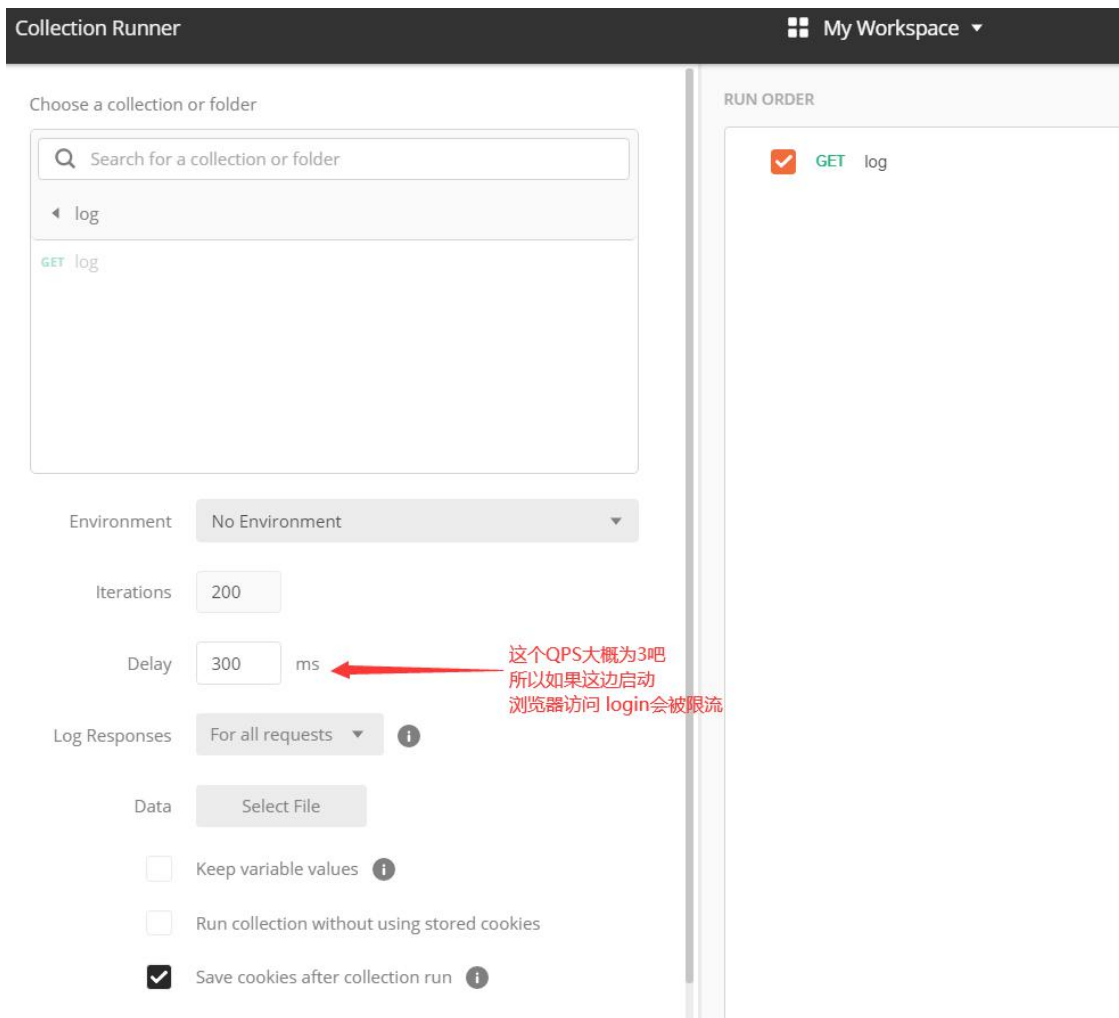 Collection Runner
My Workspace
Choose a collection or folder
Search for a collection or folder
log
GET log
Environment No Environment
Iterations 200
Delay 300 ms
这个QPS大概为3吧
所以如果这边启动
浏览器访问 login会被限流
Log Responses For all requests
Data Select File
Keep variable values
Run collection without using stored cookies
Save cookies after collection run
RUN ORDER
GET log